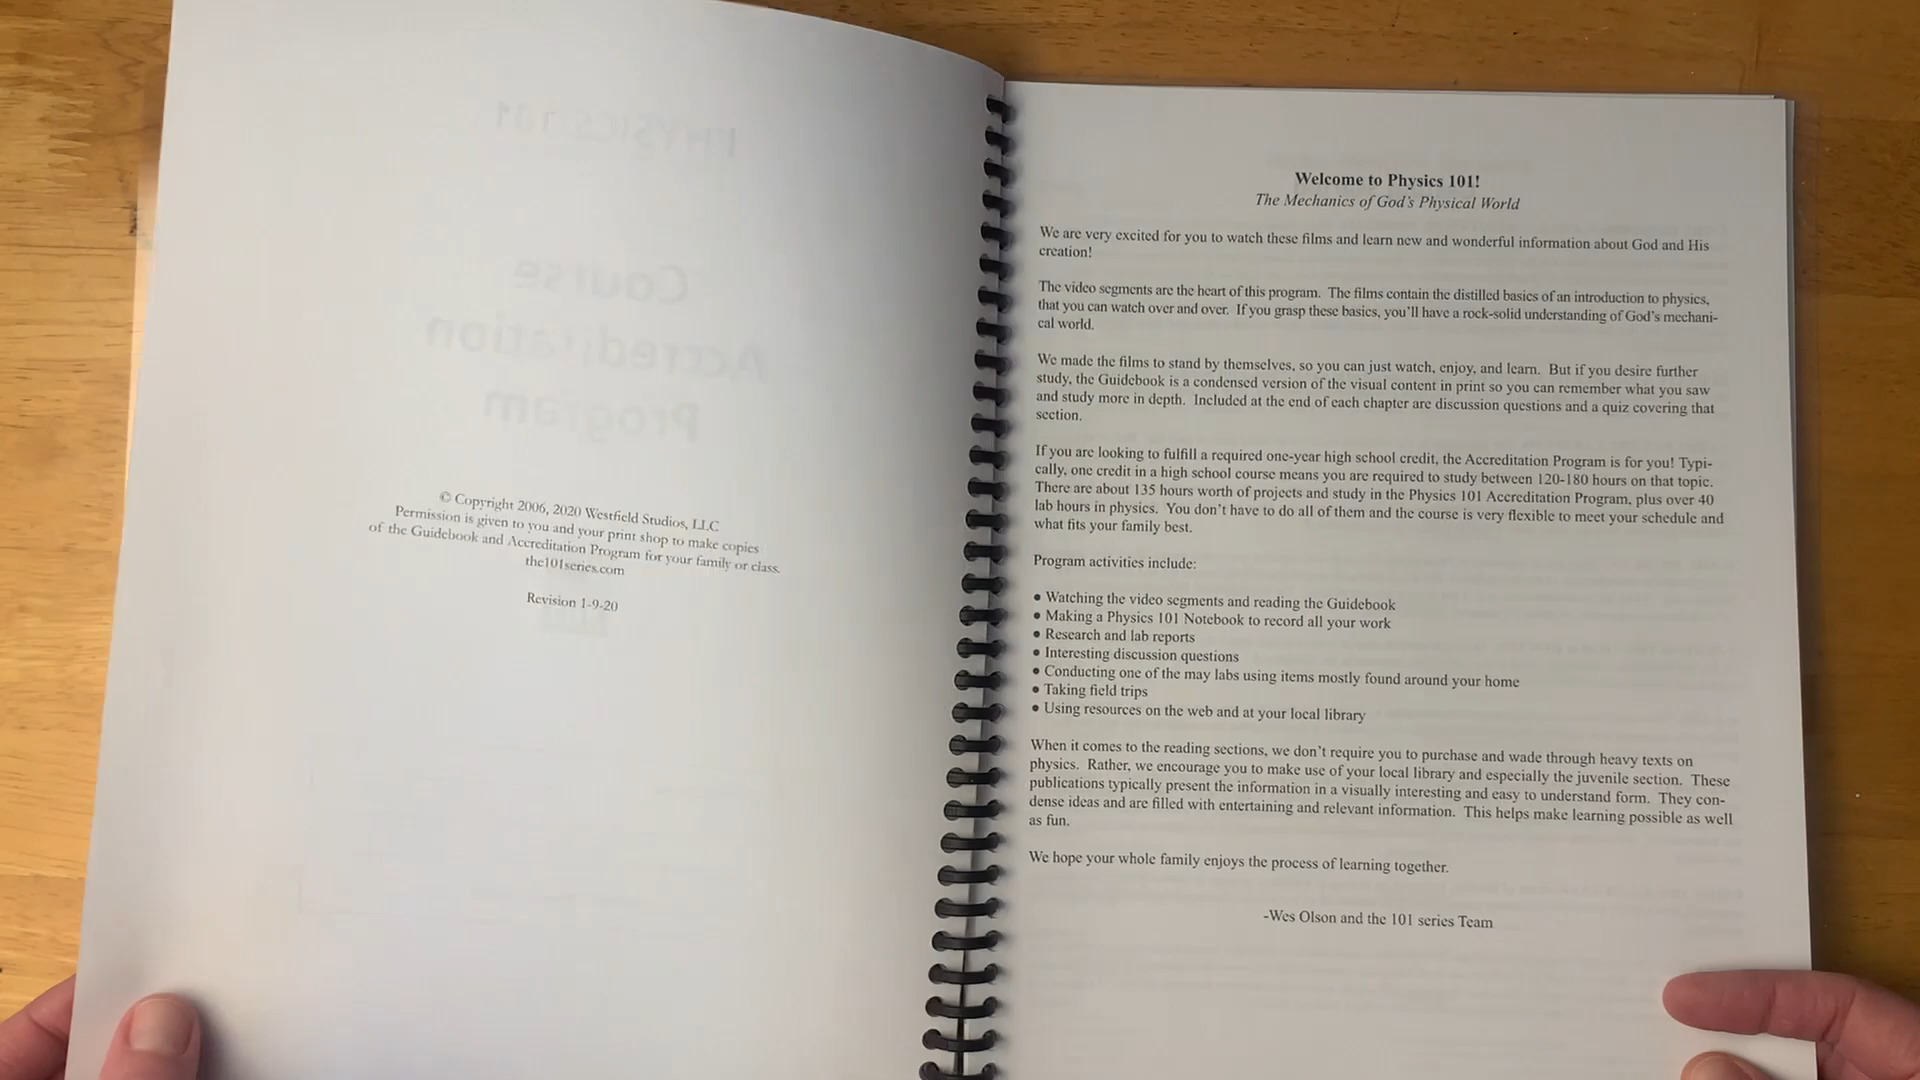 PHYSICS 101
Course
Accreditation
Program
© Copyright 2006, 2020 Westfield Studios, LLC
Permission is given to you and your print shop to make copies
of the Guidebook and Accreditation Program for your family or class.
the101series.com
Revision 1-9-20
Welcome to Physics 101!
The Mechanics of God's Physical World
We are very excited for you to watch these films and learn new and wonderful information about God and His
creation!
The video segments are the heart of this program. The films contain the distilled basics of an introduction to physics,
that you can watch over and over. If you grasp these basics, you'll have a rock-solid understanding of God's mechani-
cal world.
We made the films to stand by themselves, so you can just watch, enjoy, and learn. But if you desire further
study, the Guidebook is a condensed version of the visual content in print so you can remember what you saw
and study more in depth. Included at the end of each chapter are discussion questions and a quiz covering that
section.
If you are looking to fulfill a required one-year high school credit, the Accreditation Program is for you! Typi-
cally, one credit in a high school course means you are required to study between 120-180 hours on that topic.
There are about 135 hours worth of projects and study in the Physics 101 Accreditation Program, plus over 40
lab hours in physics. You don't have to do all of them and the course is very flexible to meet your schedule and
what fits your family best.
Program activities include:
• Watching the video segments and reading the Guidebook
• Making a Physics 101 Notebook to record all your work
• Research and lab reports
• Interesting discussion questions
• Conducting one of the may labs using items mostly found around your home
• Taking field trips
• Using resources on the web and at your local library
When it comes to the reading sections, we don't require you to purchase and wade through heavy texts on
physics. Rather, we encourage you to make use of your local library and especially the juvenile section. These
publications typically present the information in a visually interesting and easy to understand form. They con-
dense ideas and are filled with entertaining and relevant information. This helps make learning possible as well
as fun.
We hope your whole family enjoys the process of learning together.
-Wes Olson and the 101 series Team